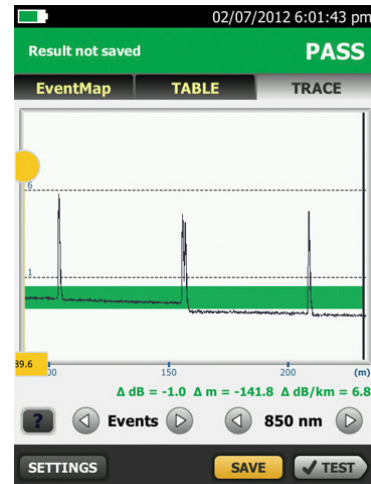 02/07/2012 6:01:43 pm
Result not saved PASS
EventMap TABLE TRACE
6
1
39.6 00 150 200 (m)
Δ dB = -1.0 Δ m = -141.8 Δ dB/km = 6.8
? Events 850 nm
SETTINGS SAVE TEST